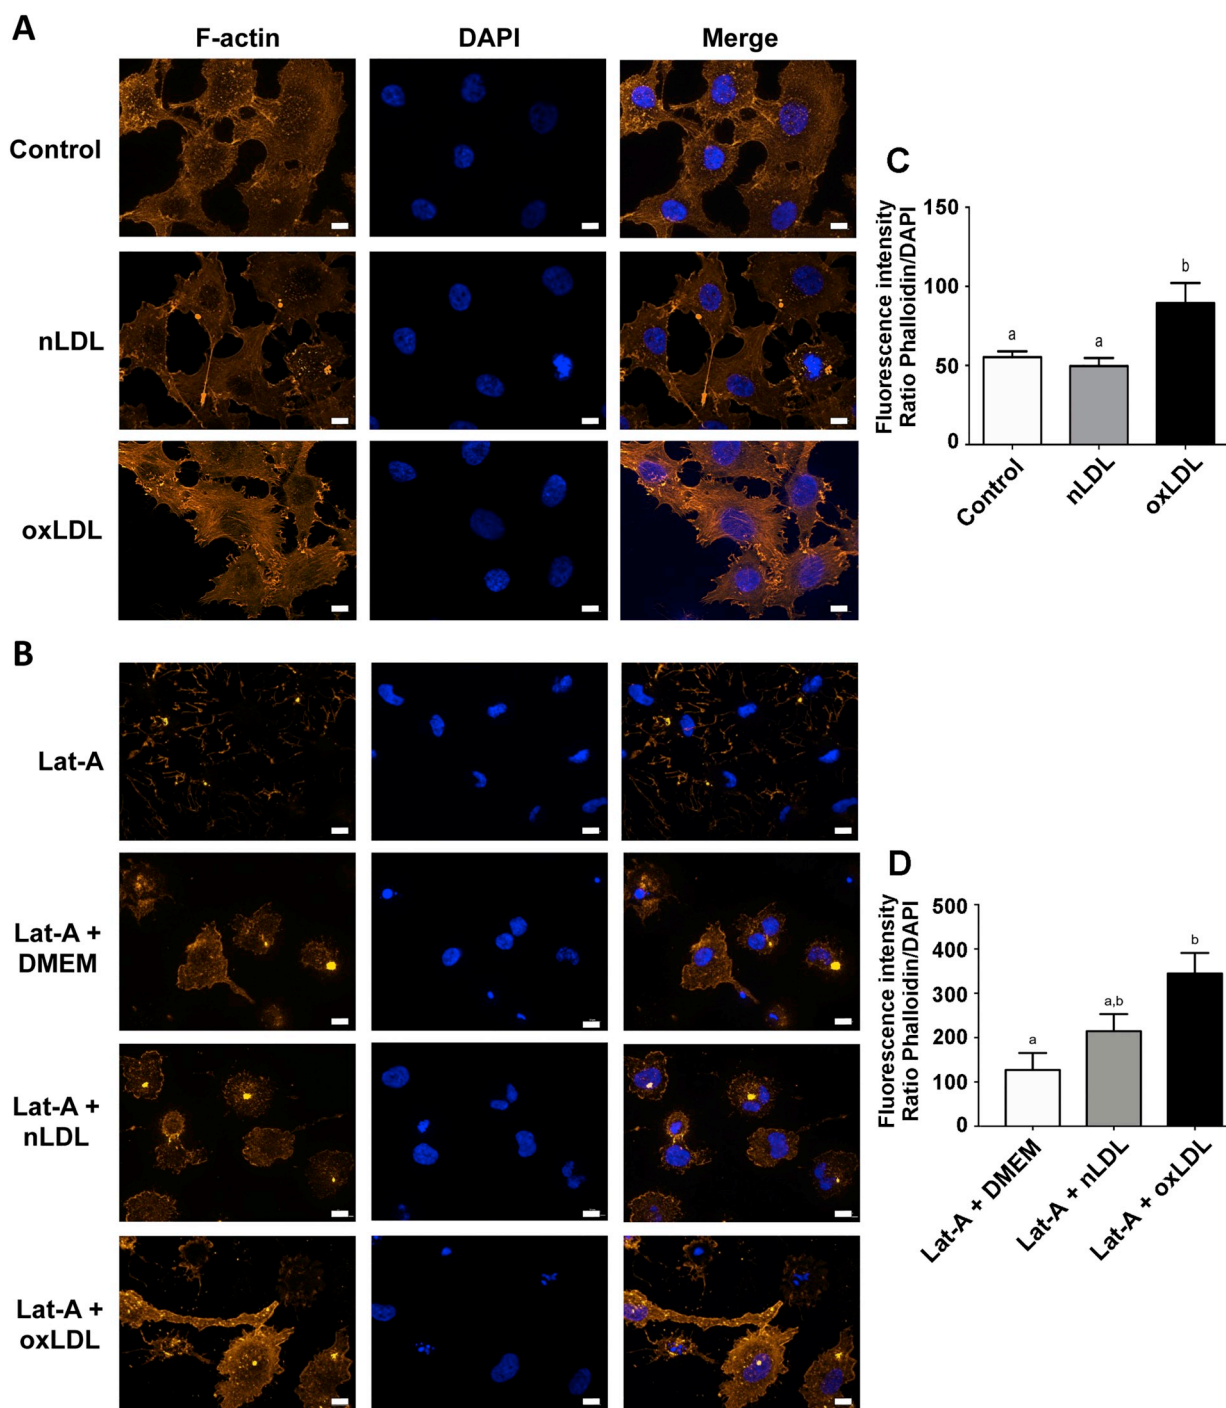 A
F-actin
DAPI
Merge
Control
nLDL
oxLDL
B
Lat-A
Lat-A +
DMEM
Lat-A +
nLDL
Lat-A +
oxLDL
C
Fluorescence intensity
Ratio Phalloidin/DAPI
150
100
50
0
a
a
b
Control
nLDL
oxLDL
D
Fluorescence intensity
Ratio Phalloidin/DAPI
500
400
300
200
100
0
a
a,b
b
Lat-A + DMEM
Lat-A + nLDL
Lat-A + oxLDL